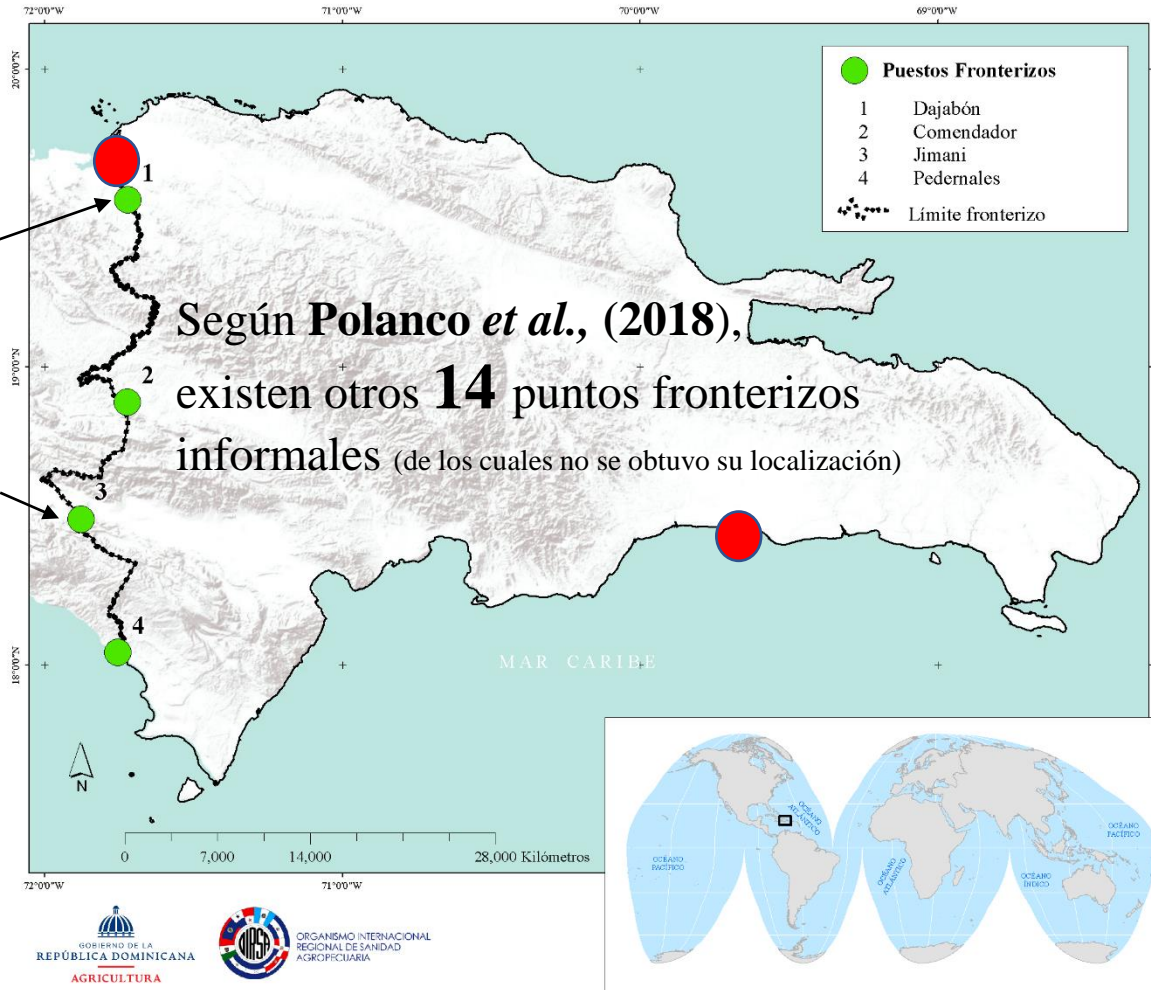 72°0'0"W
71°0'0"W
70°0'0"W
69°0'0"W
20°0'0"N
19°0'0"N
18°0'0"N
Puestos Fronterizos
1 Dajabón
2 Comendador
3 Jimani
4 Pedernales
Límite fronterizo
1
2
3
4
Según Polanco et al., (2018),
existen otros 14 puntos fronterizos
informales (de los cuales no se obtuvo su localización)
MAR CARIBE
N
0 7,000 14,000 28,000 Kilómetros
72°0'0"W
71°0'0"W
OCÉANO
ATLÁNTICO
OCÉANO
PACÍFICO
OCÉANO
PACÍFICO
OCÉANO
ATLÁNTICO
OCÉANO
ÍNDICO
GOBIERNO DE LA
REPÚBLICA DOMINICANA
AGRICULTURA
OIRSA
ORGANISMO INTERNACIONAL
REGIONAL DE SANIDAD
AGROPECUARIA